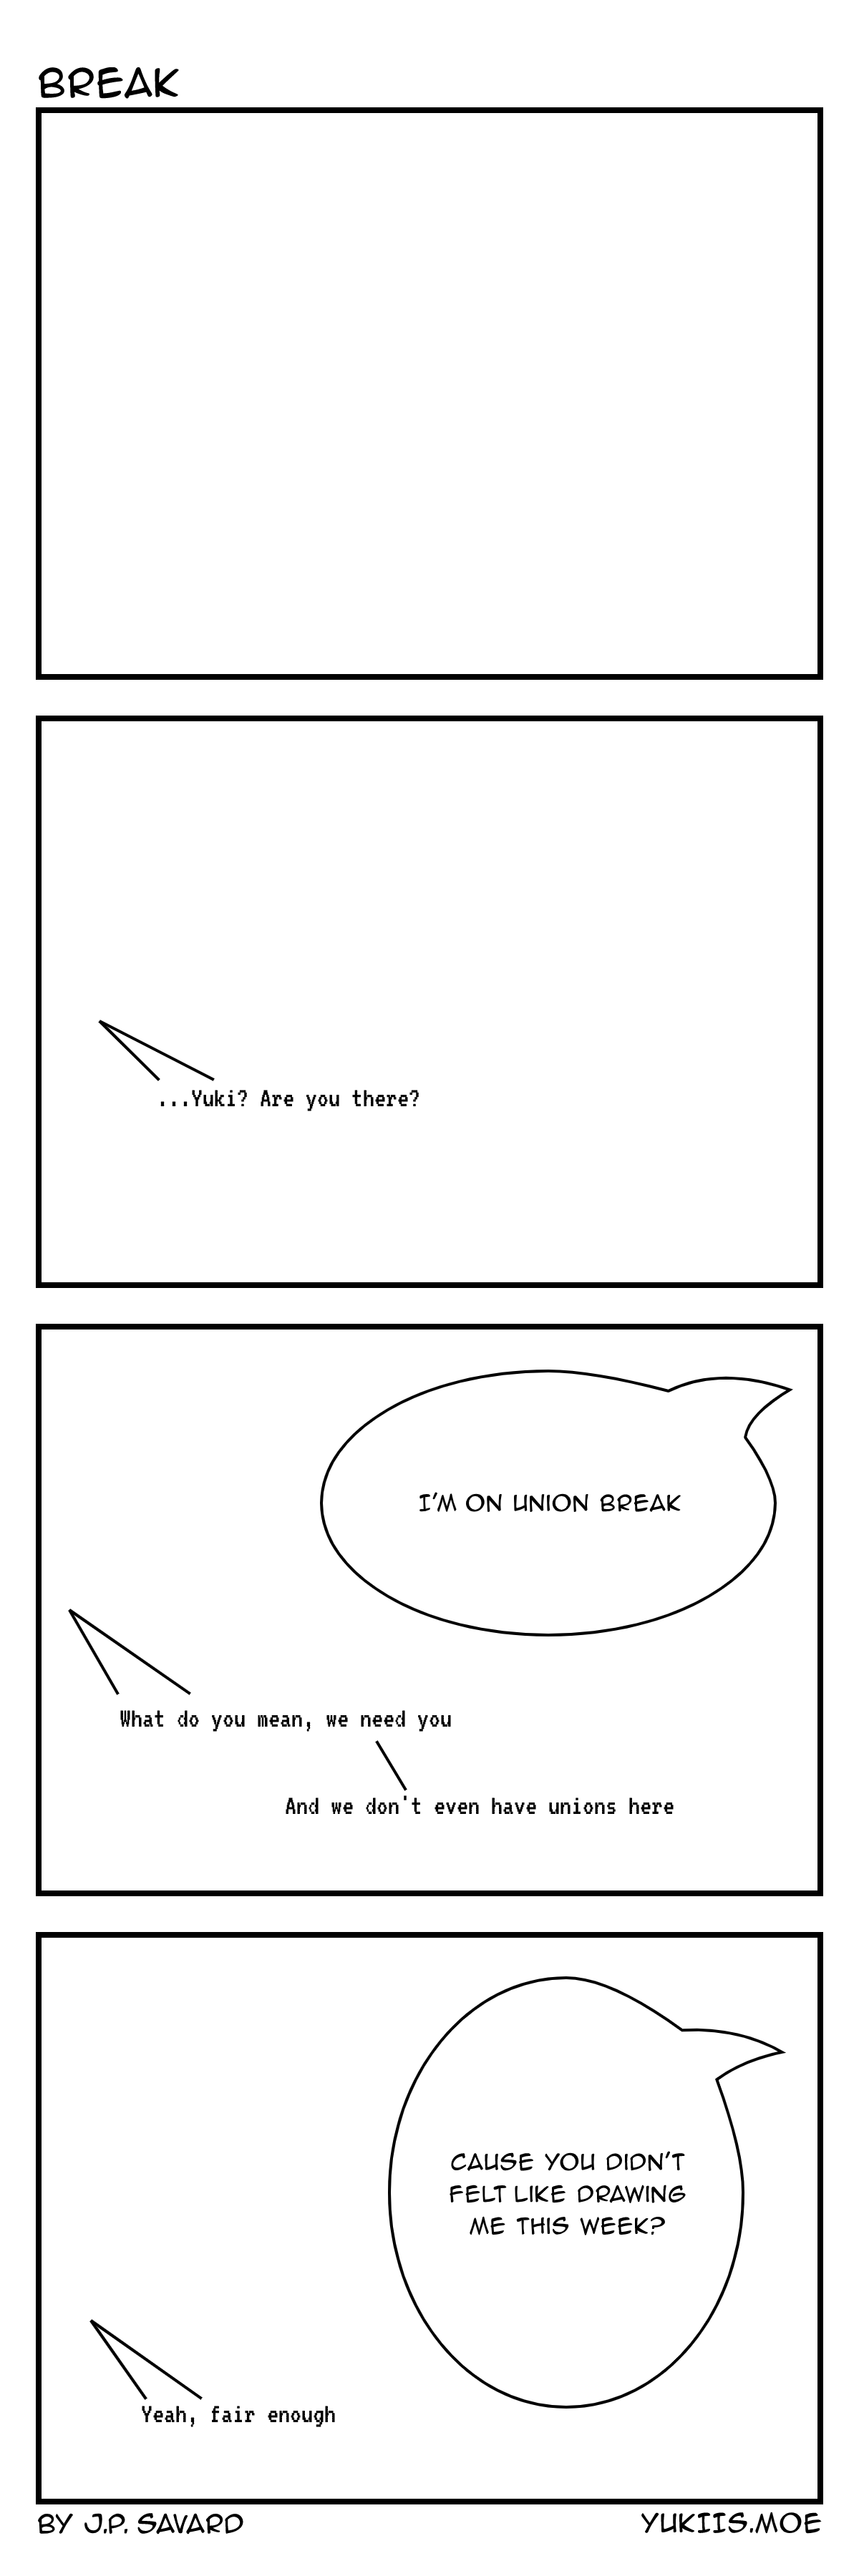 BREAK
...Yuki? Are you there?
I'M ON UNION BREAK
What do you mean, we need you
And we don't even have unions here
CAUSE YOU DIDN'T
FELT LIKE DRAWING
ME THIS WEEK?
Yeah, fair enough
BY J.P. SAVARD
YUKIIS.MOE